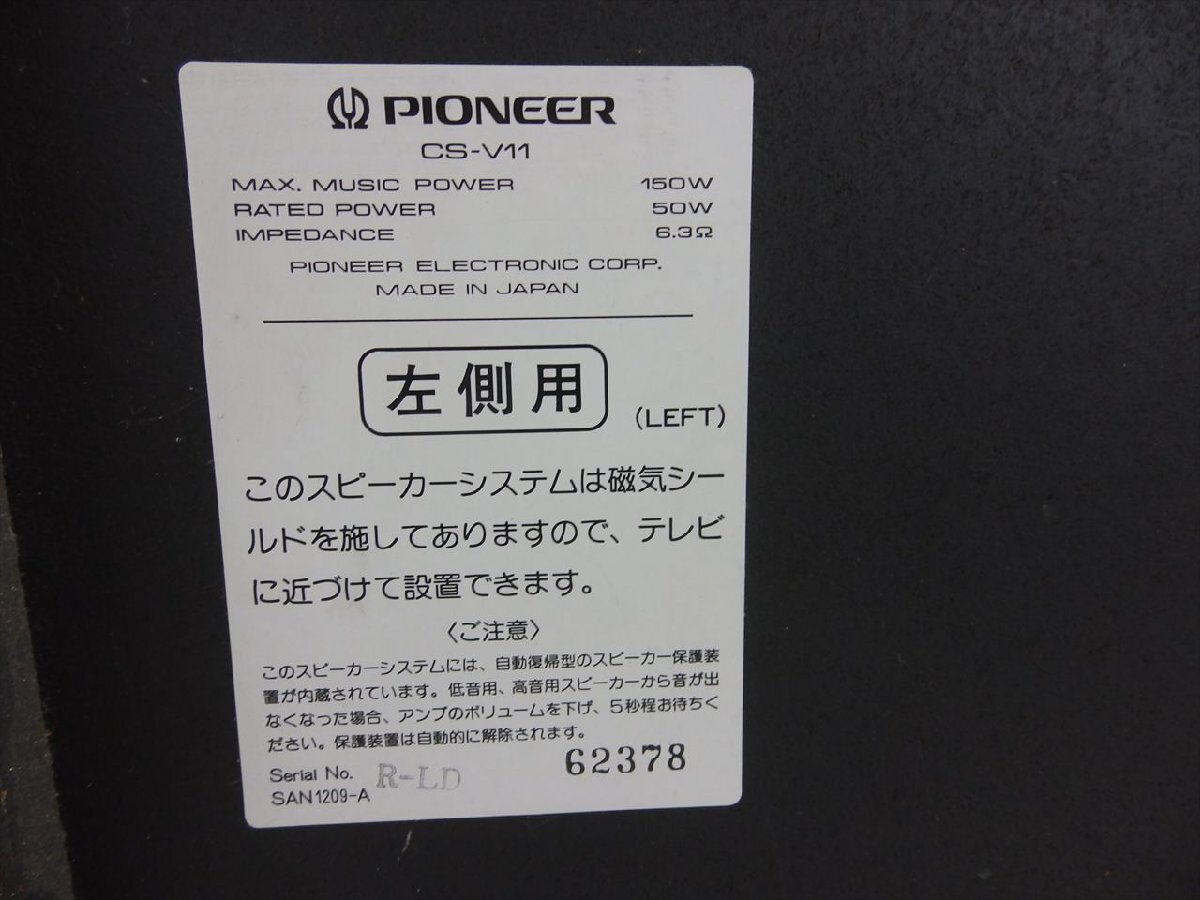 PIONEER
CS-V11
MAX. MUSIC POWER 150W
RATED POWER 50W
IMPEDANCE 6.3Ω
PIONEER ELECTRONIC CORP.
MADE IN JAPAN
左側用
(LEFT)
このスピーカーシステムは磁気シー
ルドを施してありますので、テレビ
に近づけて設置できます。
〈ご注意〉
このスピーカーシステムには、自動復帰型のスピーカー保護装
置が内蔵されています。低音用、高音用スピーカーから音が出
なくなった場合、アンプのボリュームを下げ、5秒程お待ちく
ださい。保護装置は自動的に解除されます。
Serial No. R-LD 62378
SAN1209-A